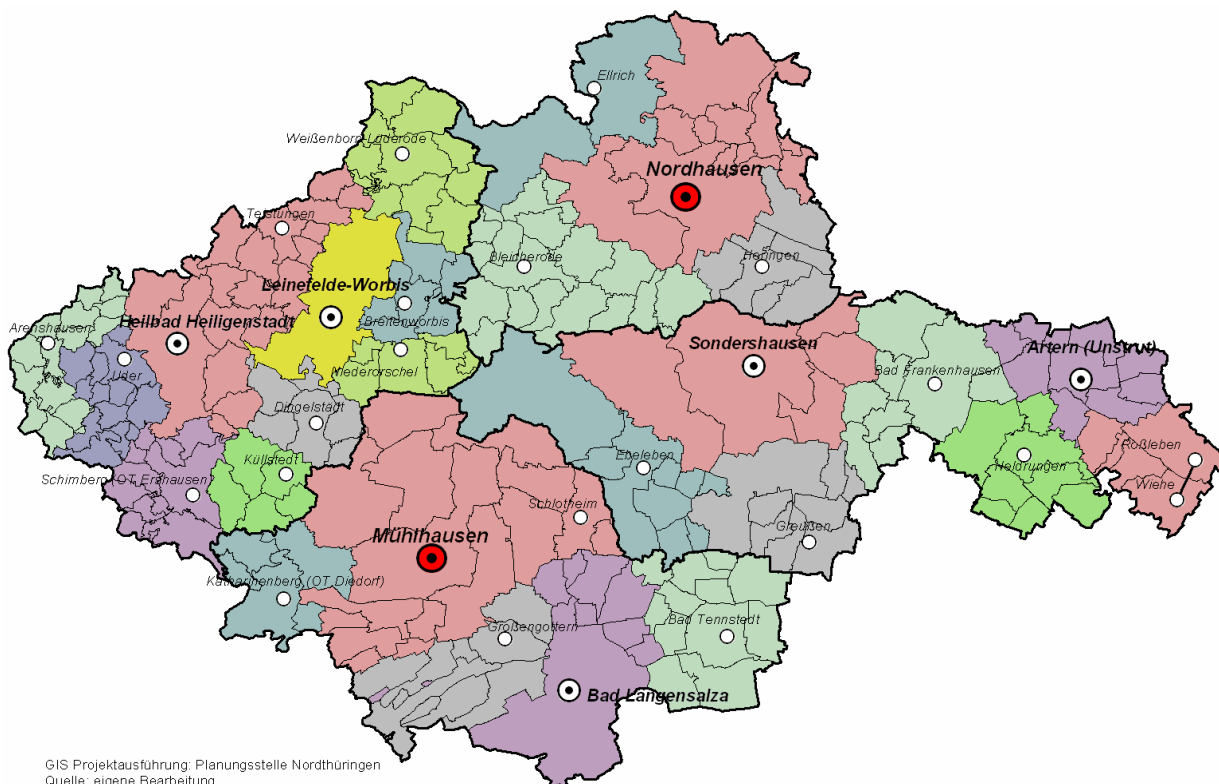 Ellrich
Weißenborn-Lüderode
Nordhausen
Teistungen
Bleicherode
Heringen
Leinefelde-Worbis
Heilbad Heiligenstadt
Breitenworbis
Arenshausen
Uder
Niederorschel
Sondershausen
Artern (Unstrut)
Bad Frankenhausen
Dingelstädt
Roßleben
Küllstedt
Ebeleben
Heldrungen
Schimberg (OT Ershausen)
Wiehe
Schlotheim
Greußen
Mühlhausen
Katharinenberg (OT Diedorf)
Großengottern
Bad Tennstedt
Bad Langensalza
GIS Projektausführung: Planungsstelle Nordthüringen
Quelle: eigene Bearbeitung